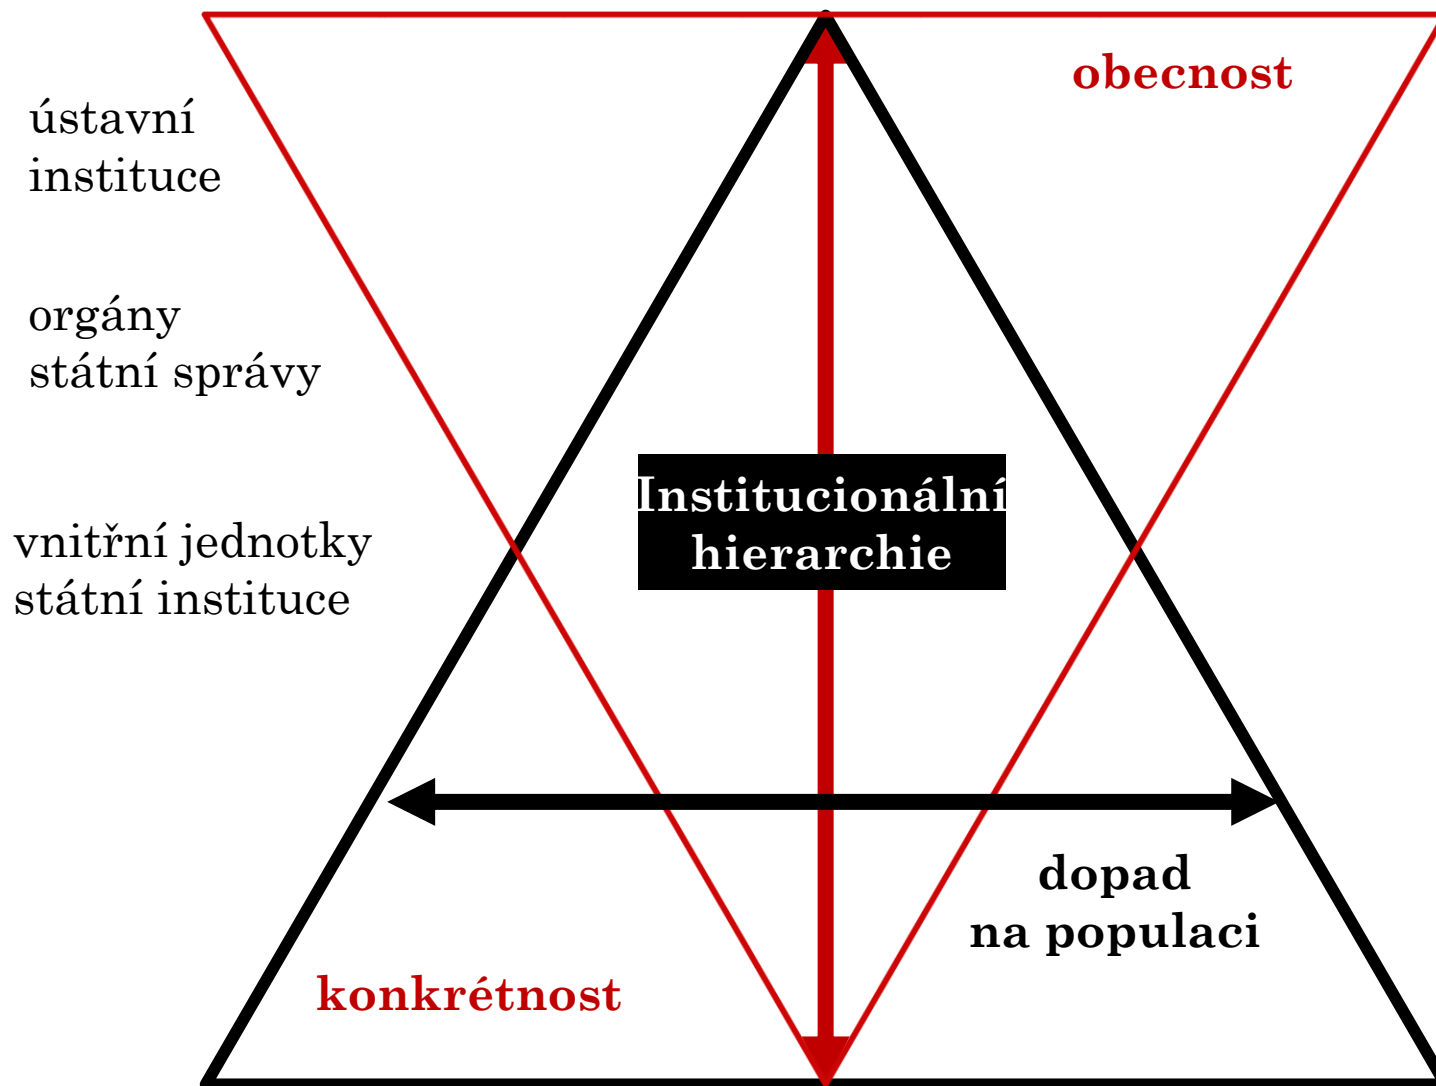 obecnost
ústavní
instituce
orgány
státní správy
Institucionální
hierarchie
vnitřní jednotky
státní instituce
dopad
na populaci
konkrétnost